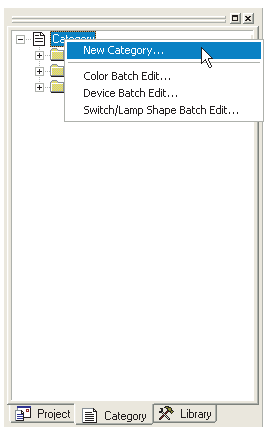 Category
New Category...
Color Batch Edit...
Device Batch Edit...
Switch/Lamp Shape Batch Edit...
Project
Category
Library